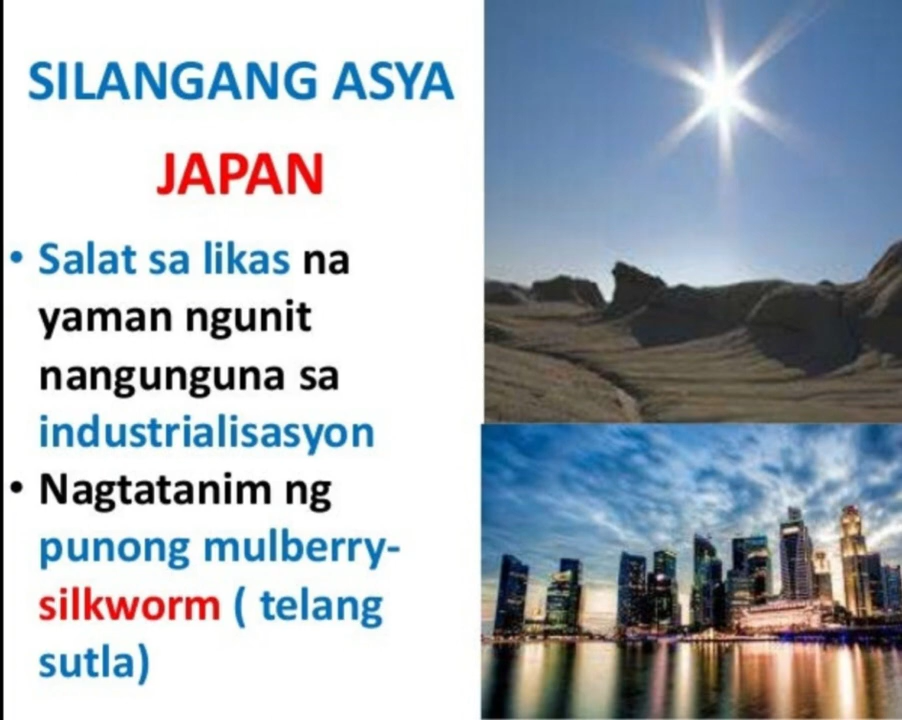 SILANGANG ASYA
JAPAN
• Salat sa likas na
yaman ngunit
nangunguna sa
industrialisasyon
• Nagtatanim ng
punong mulberry-
silkworm ( telang
sutla)